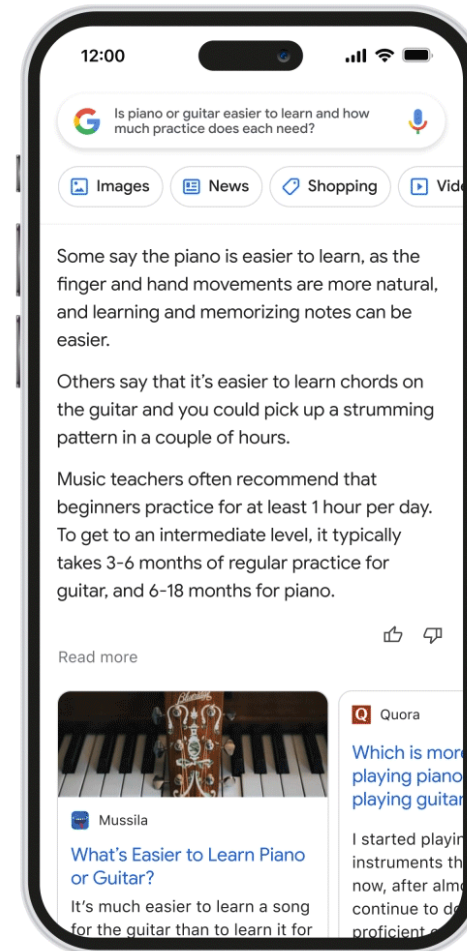 12:00
Is piano or guitar easier to learn and how
much practice does each need?
Images
News
Shopping
Some say the piano is easier to learn, as the
finger and hand movements are more natural,
and learning and memorizing notes can be
easier.
Others say that it’s easier to learn chords on
the guitar and you could pick up a strumming
pattern in a couple of hours.
Music teachers often recommend that
beginners practice for at least 1 hour per day.
To get to an intermediate level, it typically
takes 3-6 months of regular practice for
guitar, and 6-18 months for piano.
Read more
Mussila
What’s Easier to Learn Piano
or Guitar?
It’s much easier to learn a song
for the guitar than to learn it for
Quora
Which is more
playing piano
playing guitar
I started
instruments
now, after
continue to
proficient